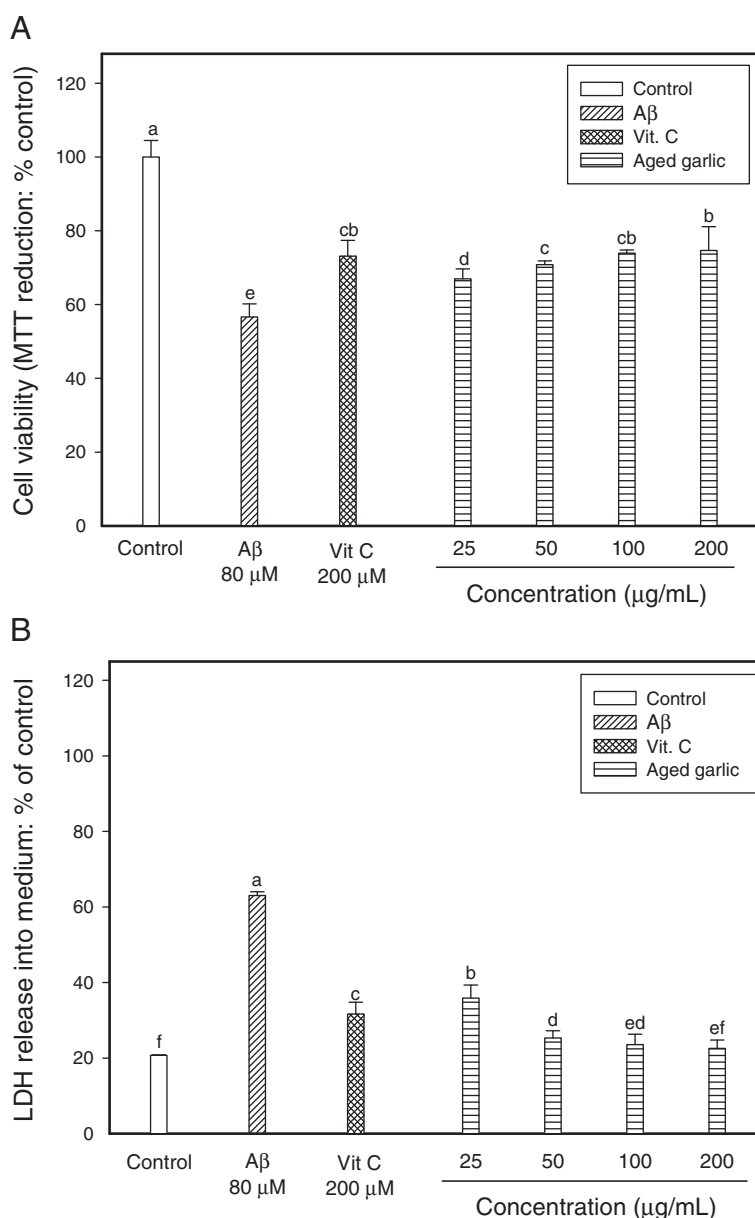 A
Cell viability (MTT reduction: % control)
120
100
80
60
40
20
0
a
e
cb
d
c
cb
b
Control
Aβ
Vit. C
Aged garlic
Control
Aβ
80 μM
Vit C
200 μM
25
50
100
200
Concentration (μg/mL)
B
LDH release into medium: % of control
120
100
80
60
40
20
0
f
a
c
b
d
ed
ef
Control
Aβ
Vit. C
Aged garlic
Control
Aβ
80 μM
Vit C
200 μM
25
50
100
200
Concentration (μg/mL)